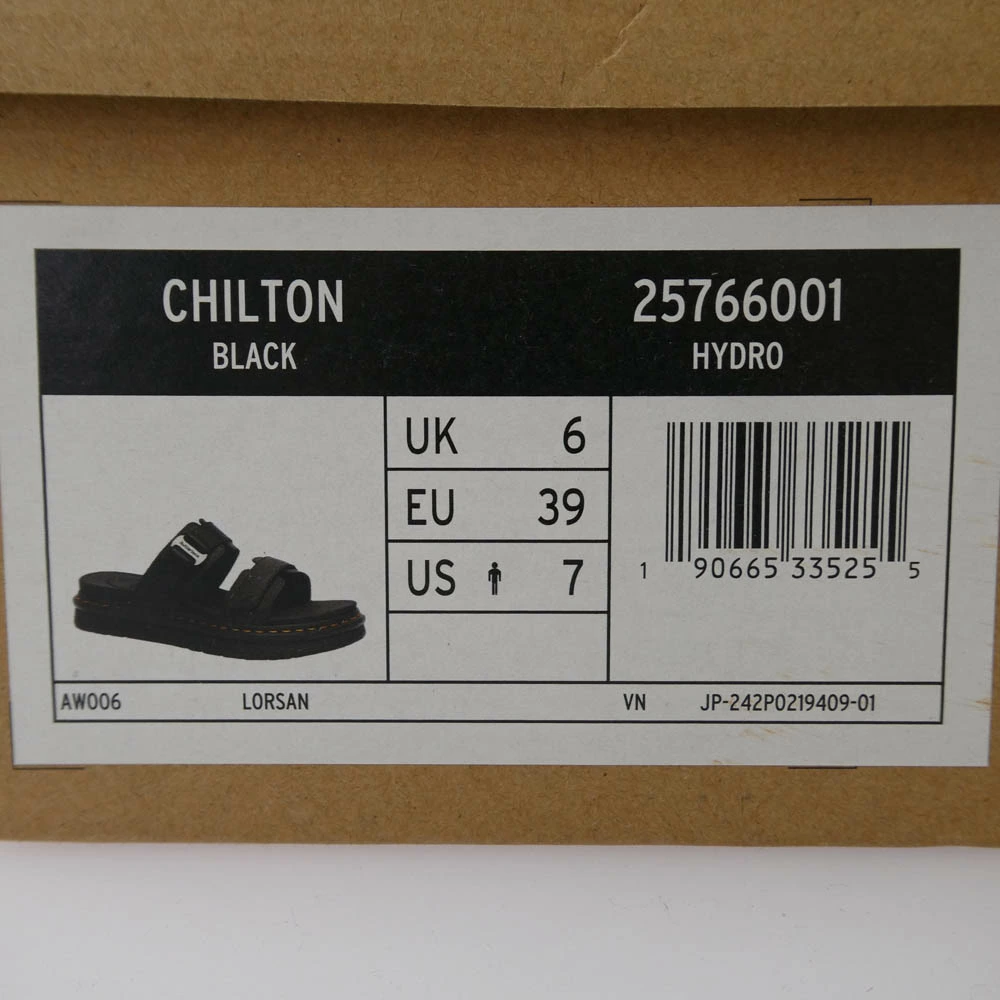 CHILTON 25766001
BLACK HYDRO
UK 6
EU 39
US 7
1 90665 33525 5
AW006 LORSAN VN JP-242P0219409-01